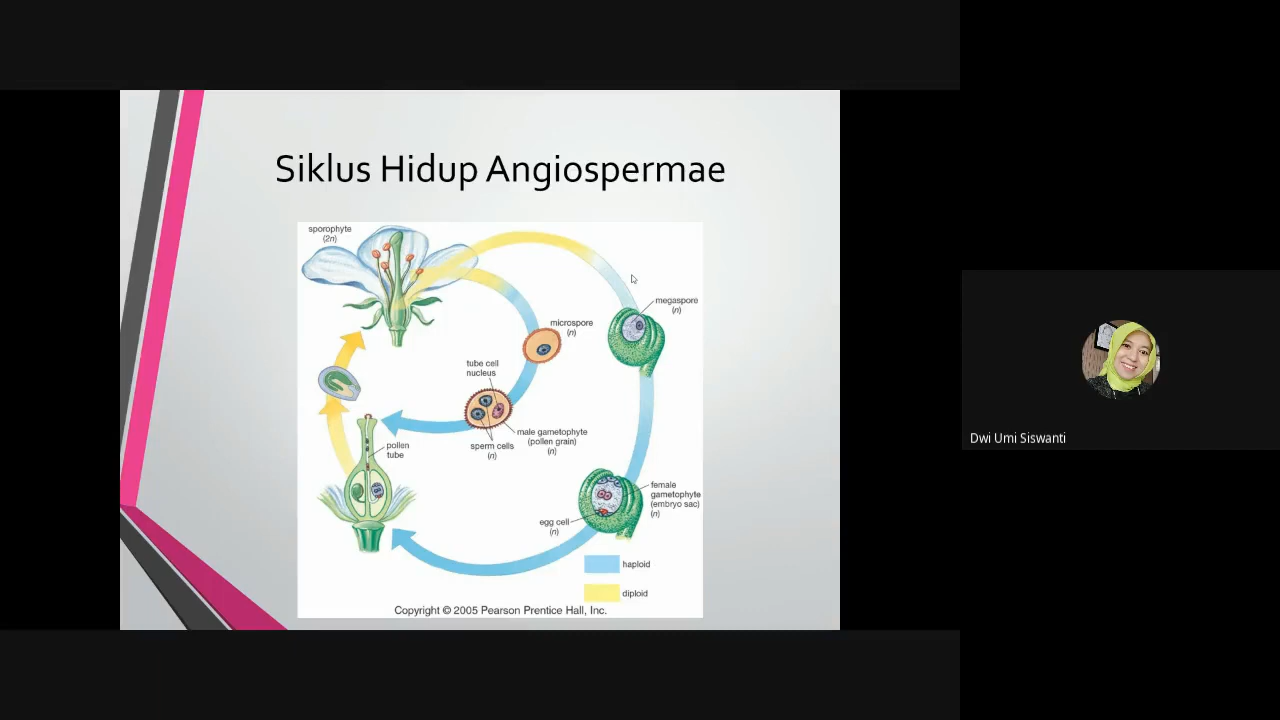 Siklus Hidup Angiospermae
sporophyte
(2n)
megaspore
(n)
microspore
(n)
tube cell
nucleus
male gametophyte
(pollen grain)
(n)
sperm cells
(n)
pollen
tube
female
gametophyte
(embryo sac)
(n)
egg cell
(n)
haploid
diploid
Copyright © 2005 Pearson Prentice Hall, Inc.
Dwi Umi Siswanti